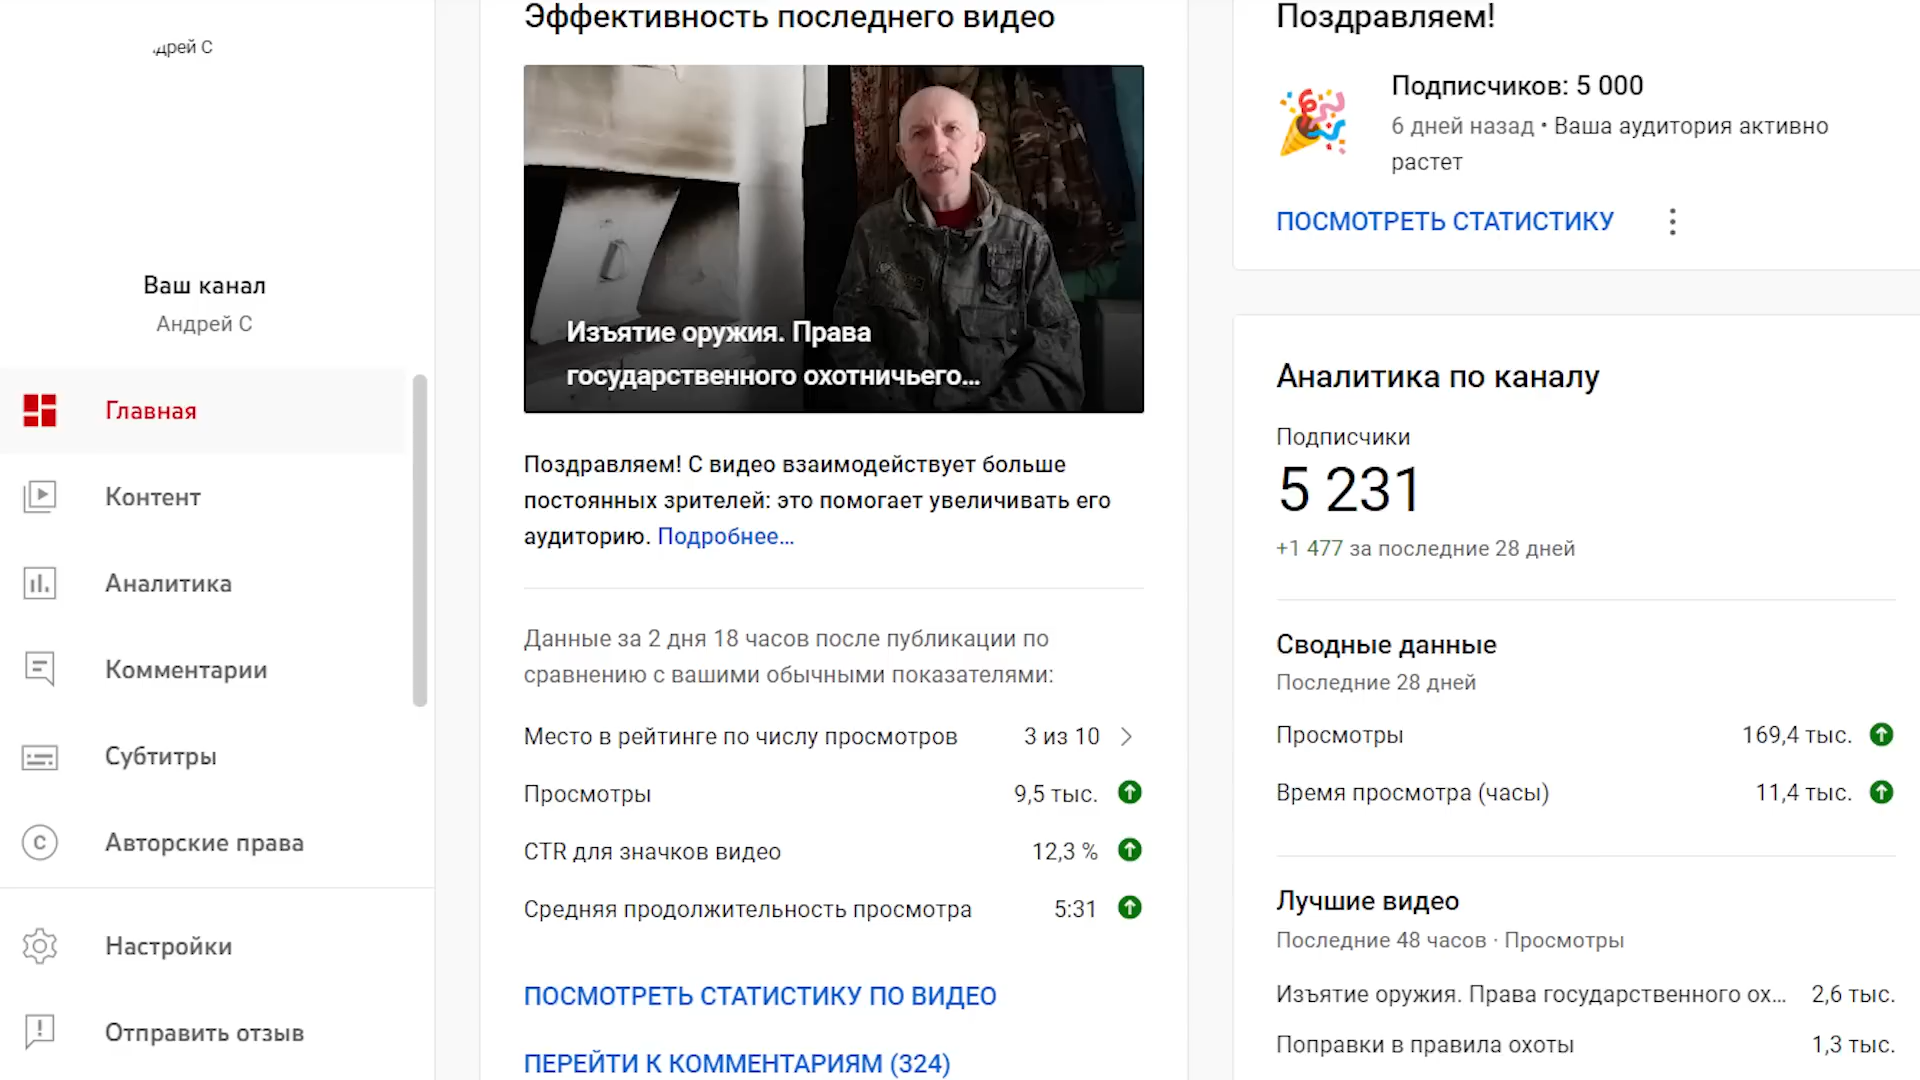 Андрей С
Ваш канал
Андрей С
Главная
Контент
Аналитика
Комментарии
Субтитры
Авторские права
Настройки
Отправить отзыв
Эффективность последнего видео
Изъятие оружия. Права
государственного охотничьего...
Поздравляем! С видео взаимодействует больше
постоянных зрителей: это помогает увеличивать его
аудиторию. Подробнее...
Данные за 2 дня 18 часов после публикации по
сравнению с вашими обычными показателями:
Место в рейтинге по числу просмотров 3 из 10
Просмотры 9,5 тыс.
CTR для значков видео 12,3 %
Средняя продолжительность просмотра 5:31
ПОСМОТРЕТЬ СТАТИСТИКУ ПО ВИДЕО
ПЕРЕЙТИ К КОММЕНТАРИЯМ (324)
Поздравляем!
Подписчиков: 5 000
6 дней назад • Ваша аудитория активно
растет
ПОСМОТРЕТЬ СТАТИСТИКУ
Аналитика по каналу
Подписчики
5 231
+1 477 за последние 28 дней
Сводные данные
Последние 28 дней
Просмотры 169,4 тыс.
Время просмотра (часы) 11,4 тыс.
Лучшие видео
Последние 48 часов · Просмотры
Изъятие оружия. Права государственного ох... 2,6 тыс.
Поправки в правила охоты 1,3 тыс.